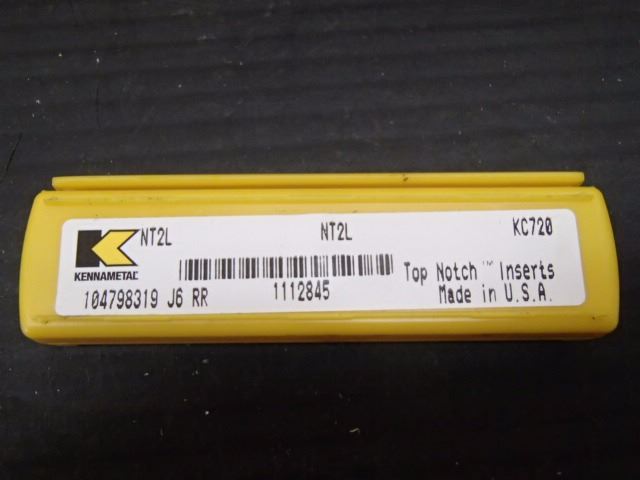 NT2L NT2L KC720
KENNAMETAL
Top Notch™ Inserts
104798319 J6 RR 1112845 Made in U.S.A.